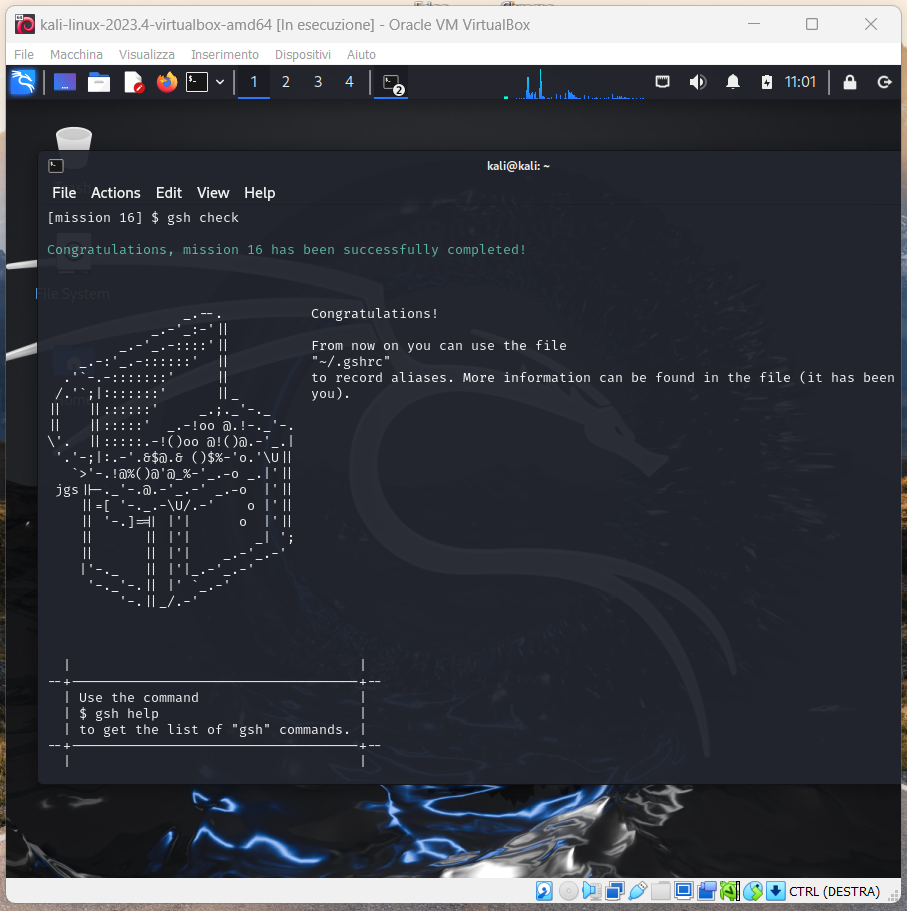 kali-linux-2023.4-virtualbox-amd64 [In esecuzione] - Oracle VM VirtualBox
File Macchina Visualizza Inserimento Dispositivi Aiuto
1 2 3 4 2 11:01
kali@kali: ~
File Actions Edit View Help
[mission 16] $ gsh check
Congratulations, mission 16 has been successfully completed!
File System
Congratulations!
From now on you can use the file
"~/.gshrc"
to record aliases. More information can be found in the file (it has been
you).
jgs
Use the command
$ gsh help
to get the list of "gsh" commands.
CTRL (DESTRA)